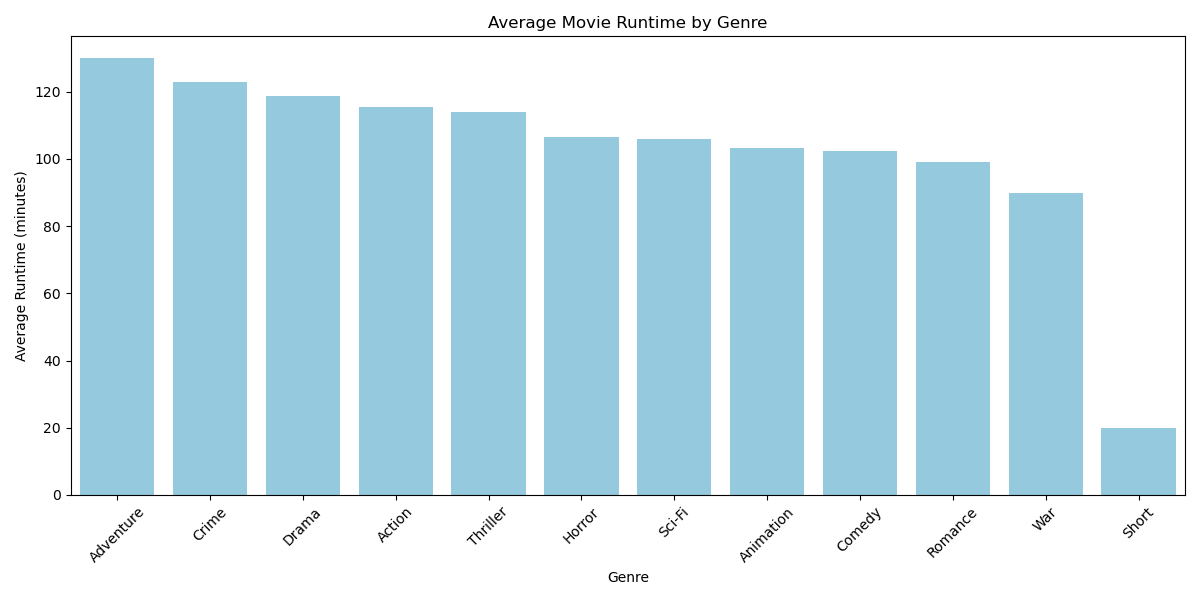 Average Movie Runtime by Genre
Average Runtime (minutes)
120
100
80
60
40
20
0
Adventure
Crime
Drama
Action
Thriller
Horror
Sci-Fi
Animation
Comedy
Romance
War
Short
Genre